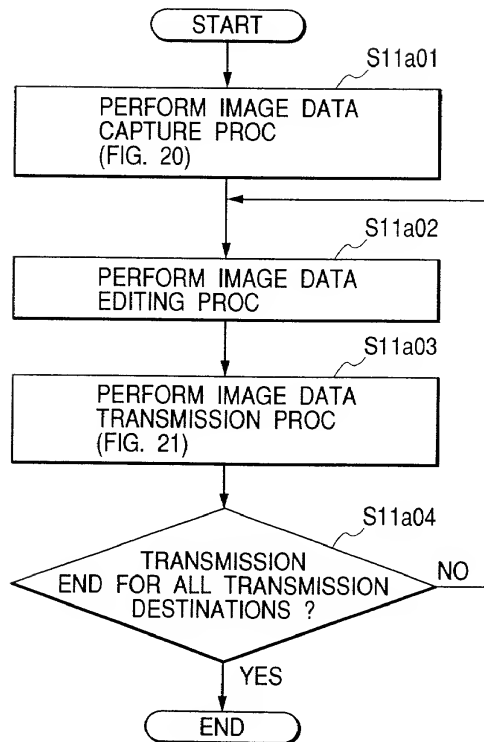 START
S11a01
PERFORM IMAGE DATA
CAPTURE PROC
(FIG. 20)
S11a02
PERFORM IMAGE DATA
EDITING PROC
S11a03
PERFORM IMAGE DATA
TRANSMISSION PROC
(FIG. 21)
S11a04
TRANSMISSION
END FOR ALL TRANSMISSION
DESTINATIONS ?
NO
YES
END